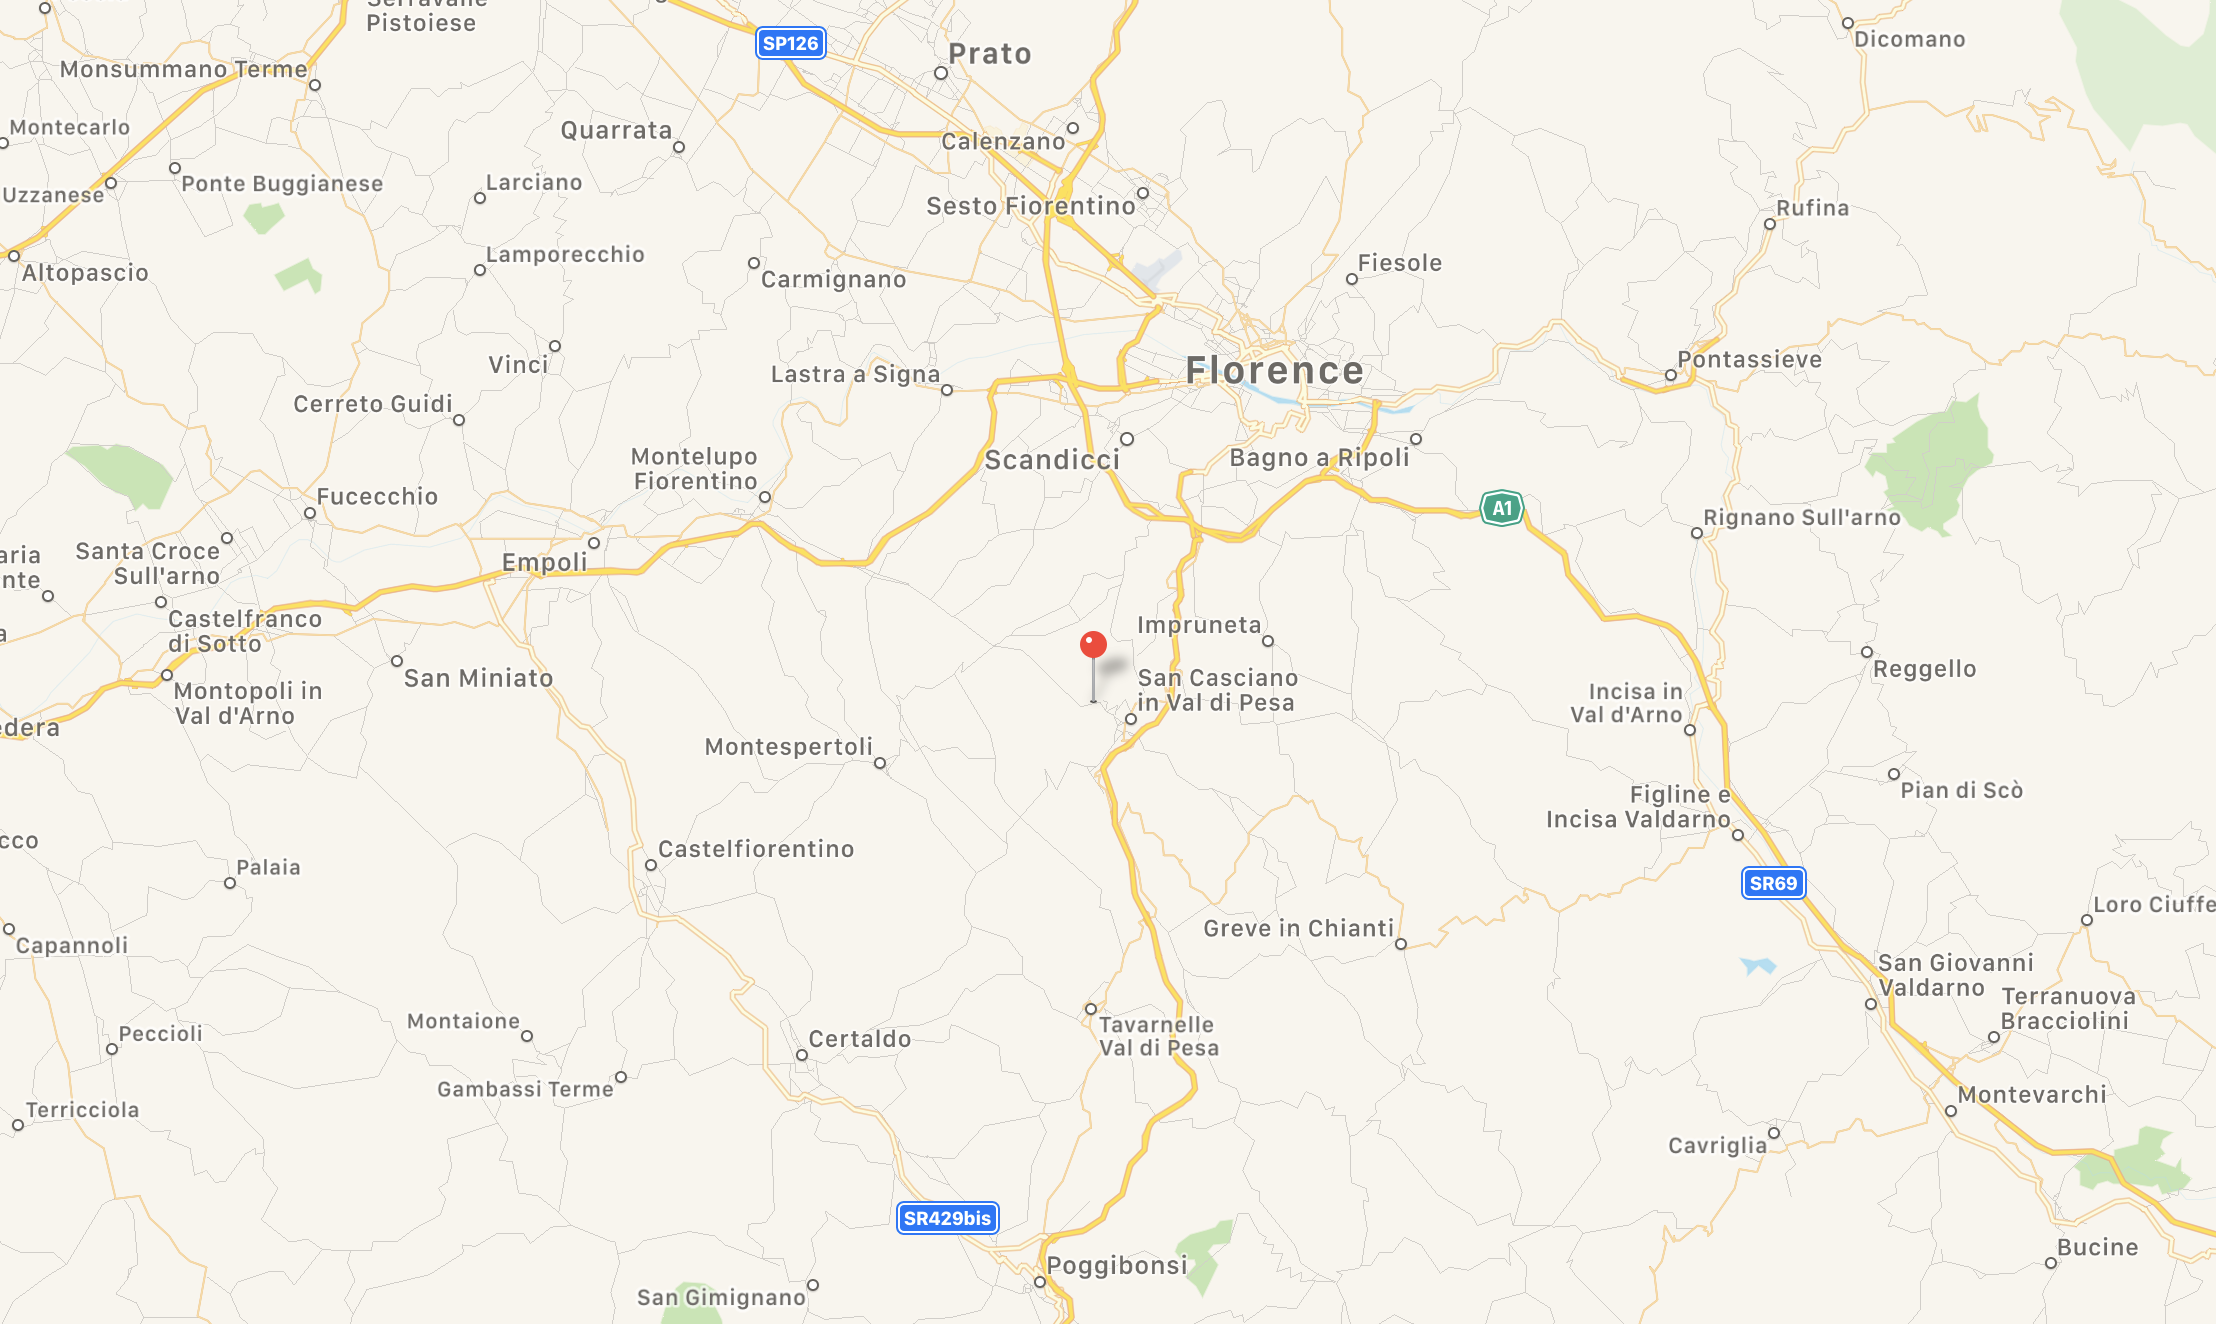 Serravalle
Pistoiese
SP126
Prato
Dicomano
Monsummano Terme
Montecarlo
Quarrata
Calenzano
Uzzanese
Ponte Buggianese
Larciano
Sesto Fiorentino
Rufina
Altopascio
Lamporecchio
Carmignano
Fiesole
Vinci
Lastra a Signa
Florence
Pontassieve
Cerreto Guidi
Montelupo
Fiorentino
Scandicci
Bagno a Ripoli
Fucecchio
A1
Rignano Sull'arno
aria
nte
Santa Croce
Sull'arno
Empoli
Castelfranco
di Sotto
Impruneta
San Miniato
San Casciano
in Val di Pesa
Reggello
Montopoli in
Val d'Arno
Incisa in
Val d'Arno
edera
Montespertoli
Pian di Scò
Figline e
Incisa Valdarno
cco
Palaia
Castelfiorentino
SR69
Loro Ciuffe
Capannoli
Greve in Chianti
San Giovanni
Valdarno
Terranuova
Bracciolini
Peccioli
Montaione
Certaldo
Tavarnelle
Val di Pesa
Gambassi Terme
Terricciola
Montevarchi
Cavriglia
SR429bis
Poggibonsi
Bucine
San Gimignano